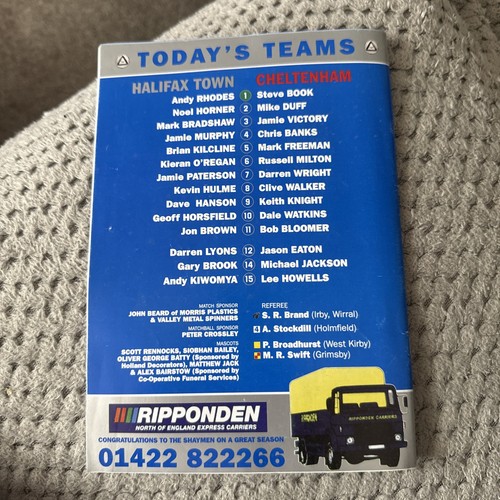 TODAY'S TEAMS
HALIFAX TOWN CHELTENHAM
Andy RHODES 1 Steve BOOK
Noel HORNER 2 Mike DUFF
Mark BRADSHAW 3 Jamie VICTORY
Jamie MURPHY 4 Chris BANKS
Brian KILCLINE 5 Mark FREEMAN
Kieran O'REGAN 6 Russell MILTON
Jamie PATERSON 7 Darren WRIGHT
Kevin HULME 8 Clive WALKER
Dave HANSON 9 Keith KNIGHT
Geoff HORSFIELD 10 Dale WATKINS
Jon BROWN 11 Bob BLOOMER
Darren LYONS 12 Jason EATON
Gary BROOK 14 Michael JACKSON
Andy KIWOMYA 15 Lee HOWELLS
MATCH SPONSOR
JOHN BEARD of MORRIS PLASTICS
& VALLEY METAL SPINNERS
MATCHBALL SPONSOR
PETER CROSSLEY
MASCOTS
SCOTT RENNOCKS, SIOBHAN BAILEY,
OLIVER GEORGE BATTY (Sponsored by
Holland Decorators), MATTHEW JACK
& ALEX BAIRSTOW (Sponsored by
Co-Operative Funeral Services)
REFEREE
S. R. Brand (Irby, Wirral)
A. Stockdill (Holmfield)
P. Broadhurst (West Kirby)
M. R. Swift (Grimsby)
RIPPONDEN
NORTH OF ENGLAND EXPRESS CARRIERS
RIPPONDEN CARRIERS
CONGRATULATIONS TO THE SHAYMEN ON A GREAT SEASON
01422 822266